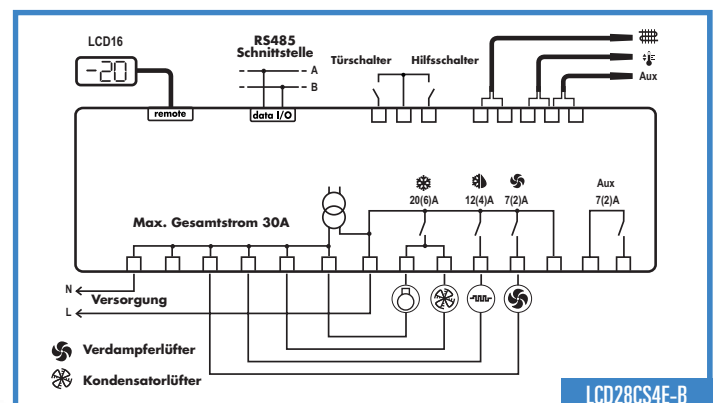 LCD16
-20
RS485
Schnittstelle
A
B
Türschalter
Hilfsschalter
Aux
remote
data I/O
Max. Gesamtstrom 30A
20(6)A
12(4)A
7(2)A
Aux
7(2)A
N
Versorgung
L
Verdampferlüfter
Kondensatorlüfter
LCD28CS4E-B